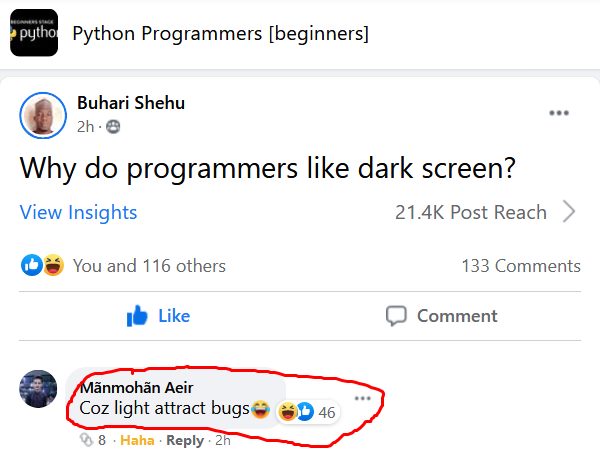 BEGINNERS STAGE
pytho
Python Programmers [beginners]
Buhari Shehu
2h ·
Why do programmers like dark screen?
View Insights
21.4K Post Reach
You and 116 others
133 Comments
Like
Comment
Mãnmohãn Aeir
Coz light attract bugs😂
46
8 · Haha · Reply · 2h